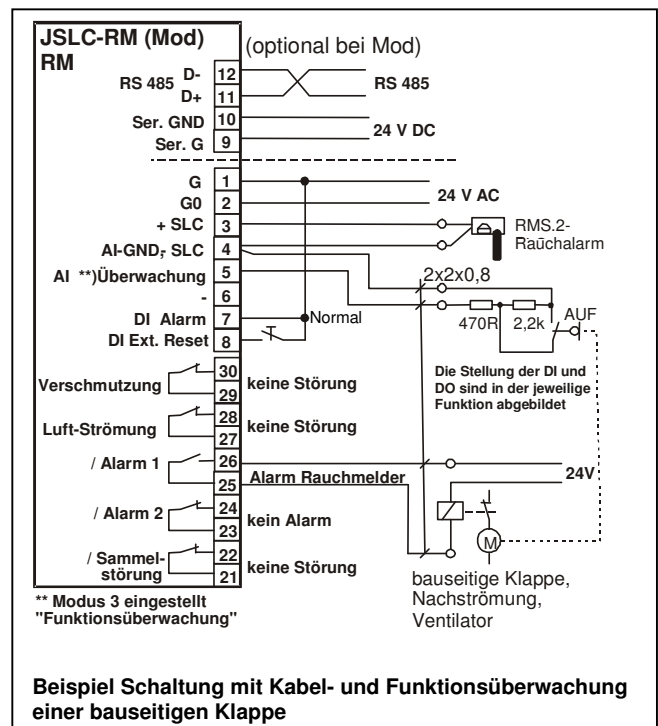 JSLC-RM (Mod)
RM
(optional bei Mod)
RS 485 D- 12 RS 485
D+ 11
Ser. GND 10 24 V DC
Ser. G 9
G 1
G0 2 24 V AC
+ SLC 3 RMS.2-
Rauchalarm
AI-GND,- SLC 4
2x2x0,8
AI **)Überwachung 5
- 6
470R 2,2k AUF
DI Alarm 7 Normal
DI Ext. Reset 8
Die Stellung der DI und
DO sind in der jeweilige
Funktion abgebildet
Verschmutzung 30 keine Störung
29
Luft-Strömung 28 keine Störung
27
/ Alarm 1 26
24V
25 Alarm Rauchmelder
/ Alarm 2 24 kein Alarm
23
/ Sammel- 22 keine Störung
störung 21
M
bauseitige Klappe,
Nachströmung,
Ventilator
** Modus 3 eingestellt
"Funktionsüberwachung"
Beispiel Schaltung mit Kabel- und Funktionsüberwachung
einer bauseitigen Klappe